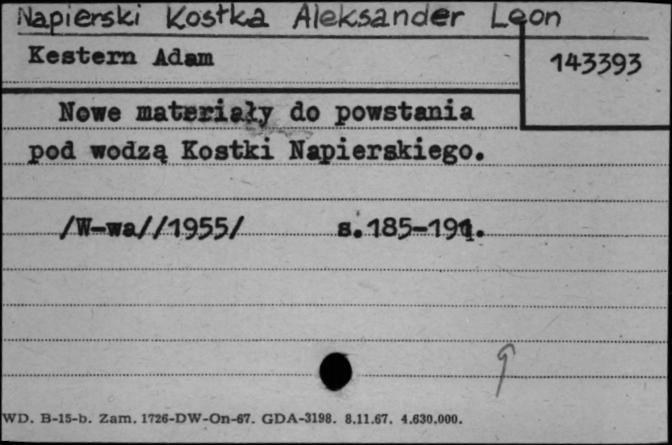 Napierski Kostka Aleksander Leon
Kestern Adam
143393
Nowe materiały do powstania
pod wodzą Kostki Napierskiego.
/W-wa//1955/ s.185-191.
WD. B-15-b. Zam. 1726-DW-On-67. GDA-3198. 8.11.67. 4.630.000.